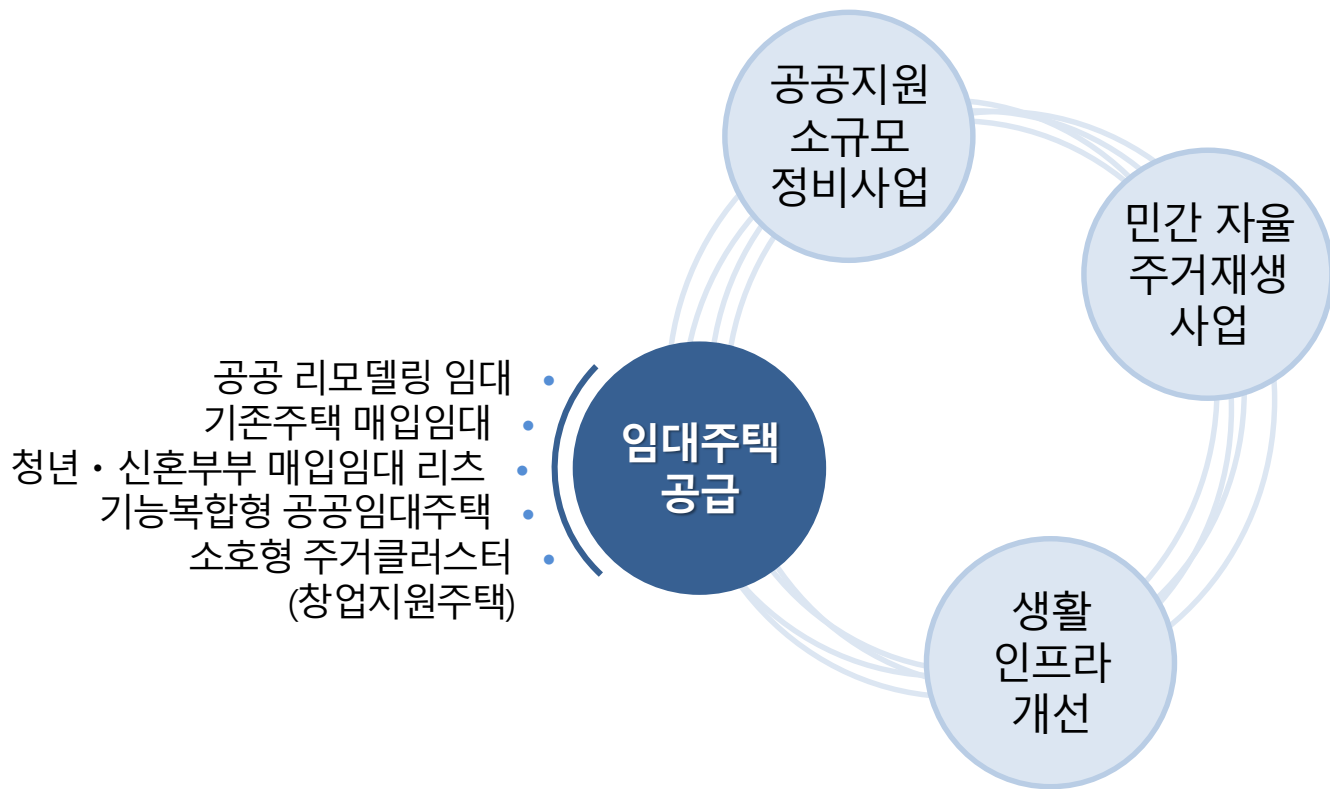 공공지원
소규모
정비사업
민간 자율
주거재생
사업
공공 리모델링 임대
기존주택 매입임대
청년・신혼부부 매입임대 리츠
기능복합형 공공임대주택
소호형 주거클러스터
(창업지원주택)
임대주택
공급
생활
인프라
개선